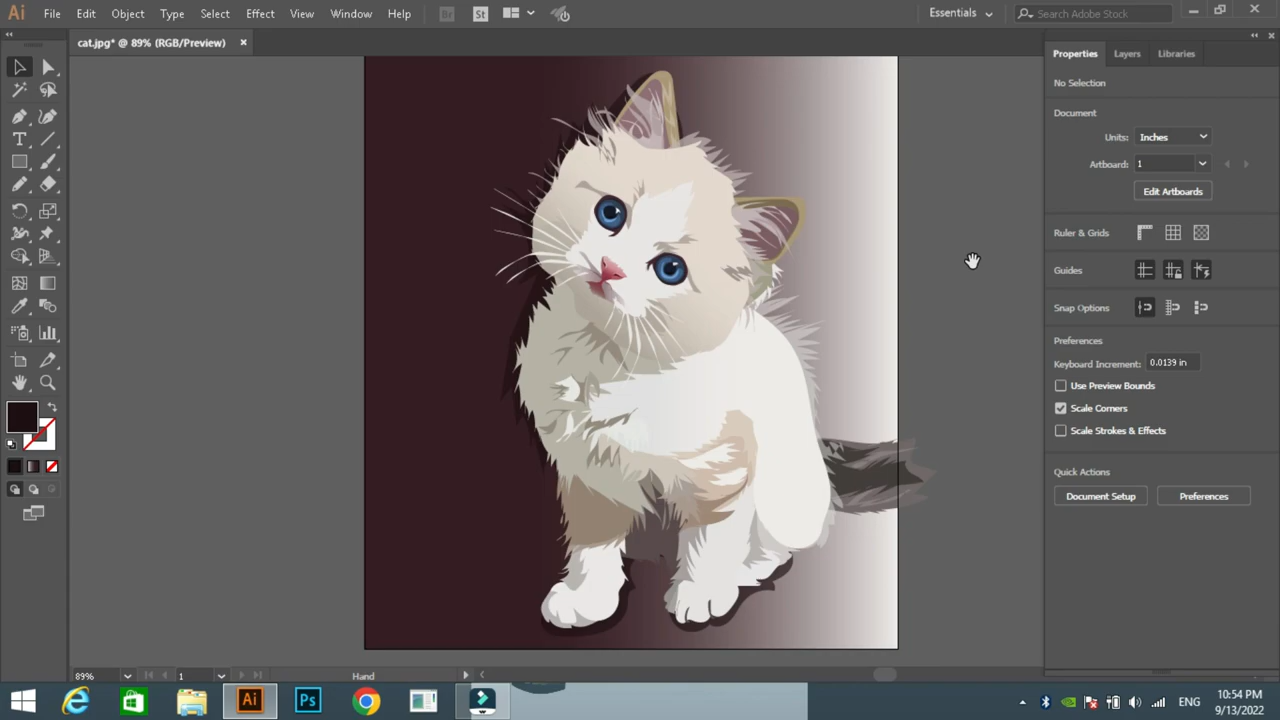 Ai File Edit Object Type Select Effect View Window Help Br St Essentials Search Adobe Stock
cat.jpg* @ 89% (RGB/Preview)
Properties Layers Libraries
No Selection
Document
Units: Inches
Artboard: 1
Edit Artboards
Ruler & Grids
Guides
Snap Options
Preferences
Keyboard Increment: 0.0139 in
Use Preview Bounds
Scale Corners
Scale Strokes & Effects
Quick Actions
Document Setup Preferences
89% 1 Hand
Ai Ps ENG 10:54 PM
9/13/2022